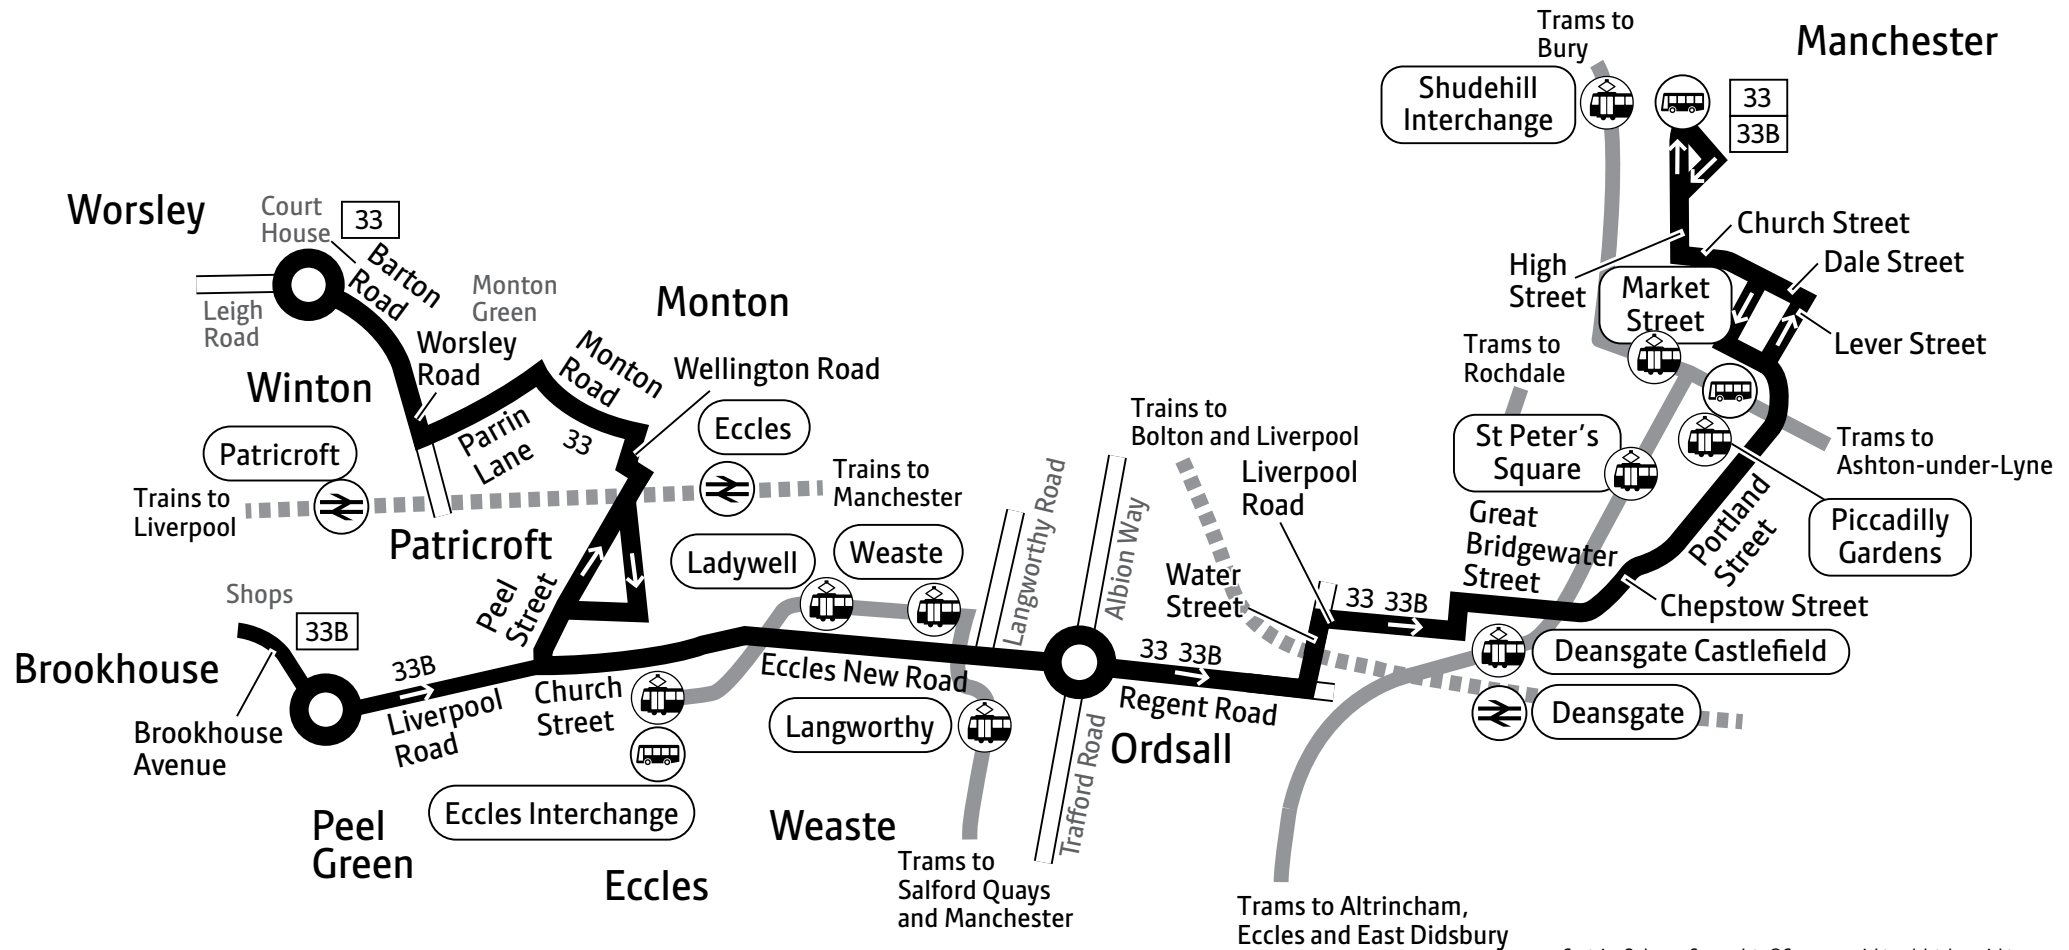 Trams to
Bury
Manchester
Shudehill
Interchange
33
33B
Worsley
Court
House
33
Barton
Road
Leigh
Road
Monton
Green
Monton
Worsley
Road
Monton
Road
Wellington Road
Winton
Parrin
Lane
33
Eccles
Patricroft
Trains to
Liverpool
Trains to
Manchester
Patricroft
Ladywell
Weaste
Peel
Street
Shops
33B
Brookhouse
33B
Liverpool
Road
Church
Street
Eccles New Road
Langworthy
Brookhouse
Avenue
Peel
Green
Eccles Interchange
Eccles
Weaste
Trams to
Salford Quays
and Manchester
Langworthy Road
Albion Way
Trafford Road
33 33B
Regent Road
Ordsall
Trains to
Bolton and Liverpool
Liverpool
Road
Water
Street
33 33B
Church Street
Dale Street
High
Street
Market
Street
Lever Street
Trams to
Rochdale
St Peter's
Square
Trams to
Ashton-under-Lyne
Great
Bridgewater
Street
Portland
Street
Piccadilly
Gardens
Chepstow Street
Deansgate Castlefield
Deansgate
Trams to Altrincham,
Eccles and East Didsbury